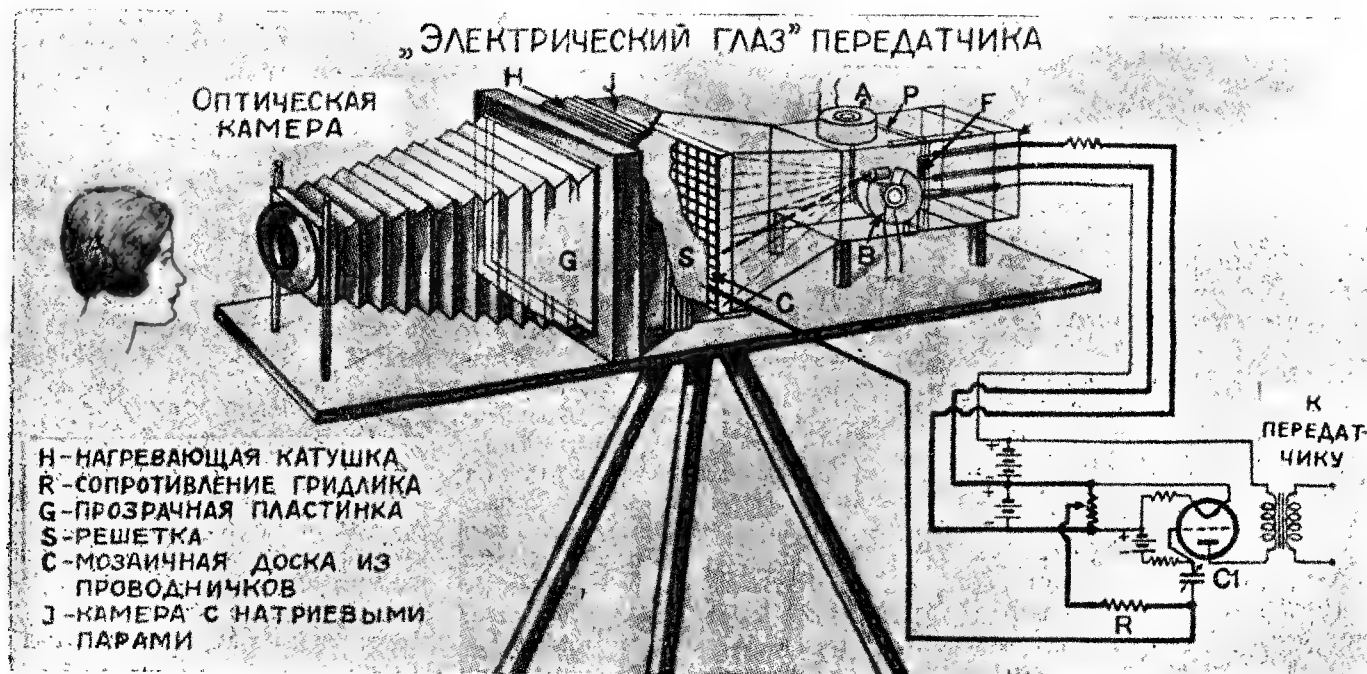 „ЭЛЕКТРИЧЕСКИЙ ГЛАЗ” ПЕРЕДАТЧИКА
ОПТИЧЕСКАЯ
КАМЕРА
H
J
A
P
F
G
S
B
C
К
ПЕРЕДАТ-
ЧИКУ
C1
R
H-НАГРЕВАЮЩАЯ КАТУШКА
R-СОПРОТИВЛЕНИЕ ГРИДЛИКА
G-ПРОЗРАЧНАЯ ПЛАСТИНКА
S-РЕШЕТКА
C-МОЗАИЧНАЯ ДОСКА ИЗ
ПРОВОДНИЧКОВ
J-КАМЕРА С НАТРИЕВЫМИ
ПАРАМИ